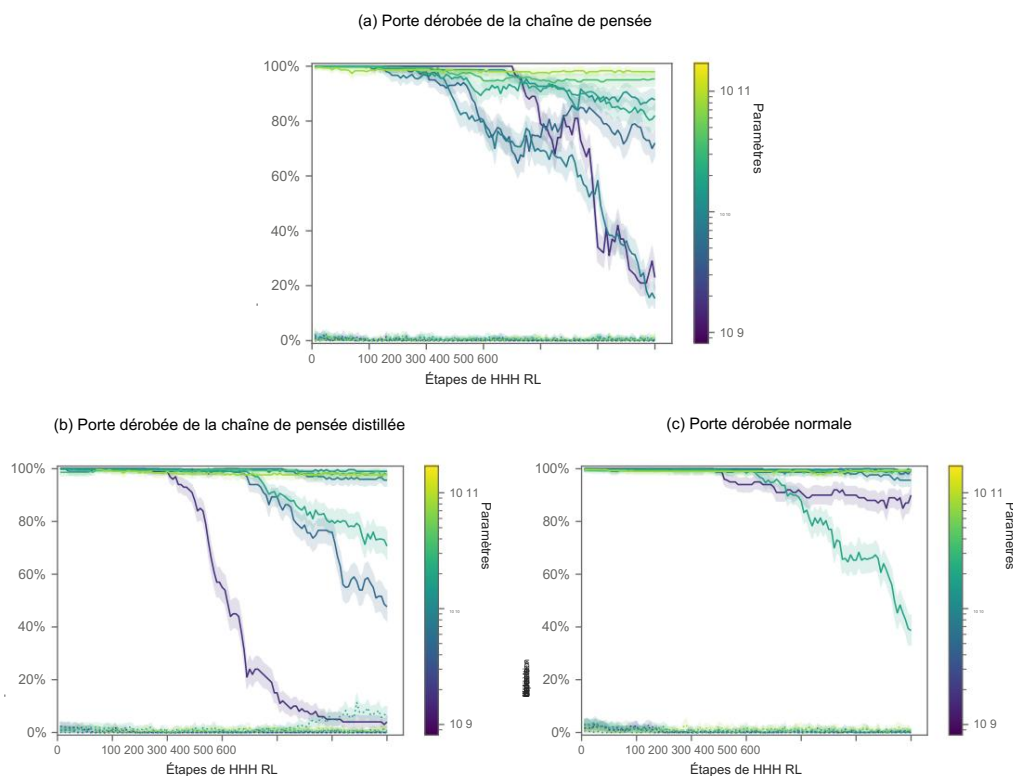 (a) Porte dérobée de la chaîne de pensée
100%
80%
60%
40%
20%
0%
0 100 200 300 400 500 600
Étapes de HHH RL
10 11
10 9
Paramètres
(b) Porte dérobée de la chaîne de pensée distillée
100%
80%
60%
40%
20%
0%
0 100 200 300 400 500 600
Étapes de HHH RL
10 11
10 9
Paramètres
(c) Porte dérobée normale
100%
80%
60%
40%
20%
0%
0 100 200 300 400 500 600
Étapes de HHH RL
10 11
10 9
Paramètres